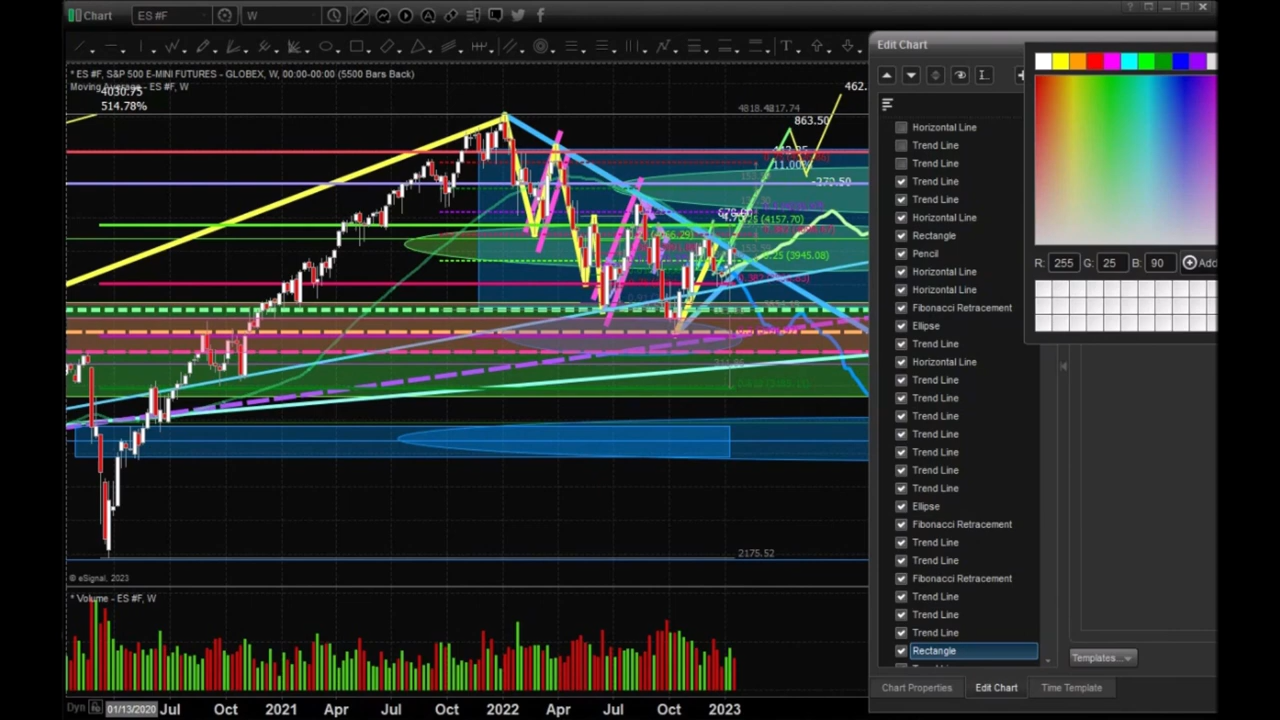 Chart
ES #F
W
* ES #F, S&P 500 E-MINI FUTURES - GLOBEX, W, 00:00-00:00 (5500 Bars Back)
Moving Average - ES #F, W
4030.75
514.78%
462.
863.50
11.00%
-270.50
(4157.70)
(3945.08)
2175.52
© eSignal, 2023
* Volume - ES #F, W
Dyn
01/13/2020
Jul
Oct
2021
Apr
Jul
Oct
2022
Apr
Jul
Oct
2023
Edit Chart
Horizontal Line
Trend Line
Trend Line
Trend Line
Trend Line
Horizontal Line
Rectangle
Pencil
Horizontal Line
Horizontal Line
Fibonacci Retracement
Ellipse
Trend Line
Horizontal Line
Trend Line
Trend Line
Trend Line
Trend Line
Trend Line
Trend Line
Trend Line
Ellipse
Fibonacci Retracement
Trend Line
Trend Line
Fibonacci Retracement
Trend Line
Trend Line
Trend Line
Rectangle
R: 255 G: 25 B: 90 Add
Templates...
Chart Properties
Edit Chart
Time Template